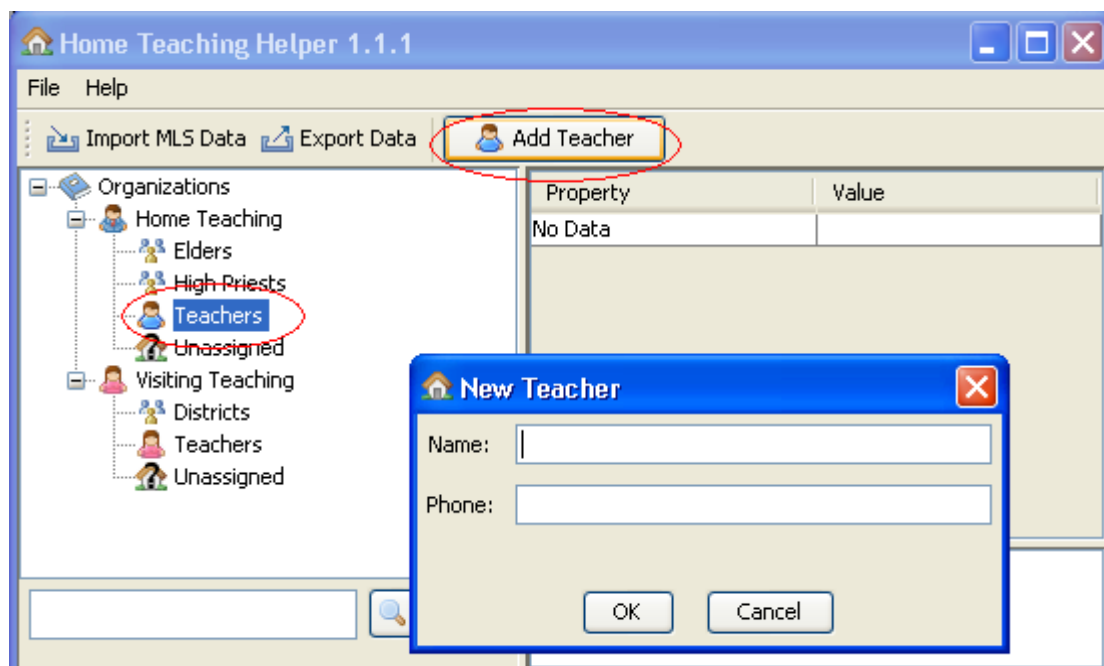 Home Teaching Helper 1.1.1
File Help
Import MLS Data Export Data Add Teacher
Organizations
Home Teaching
Elders
High Priests
Teachers
Unassigned
Visiting Teaching
Districts
Teachers
Unassigned
Property Value
No Data
New Teacher
Name:
Phone:
OK Cancel